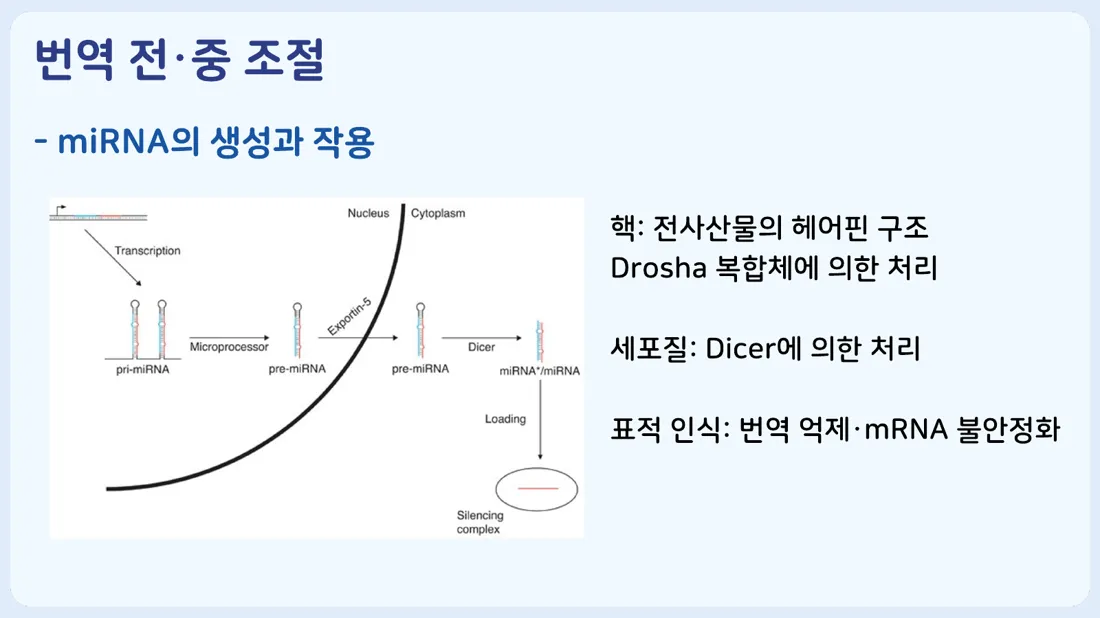 번역 전·중 조절
- miRNA의 생성과 작용
Nucleus
Cytoplasm
Transcription
Exportin-5
Microprocessor
Dicer
pri-miRNA
pre-miRNA
pre-miRNA
miRNA*/miRNA
Loading
Silencing
complex
핵: 전사산물의 헤어핀 구조
Drosha 복합체에 의한 처리
세포질: Dicer에 의한 처리
표적 인식: 번역 억제·mRNA 불안정화